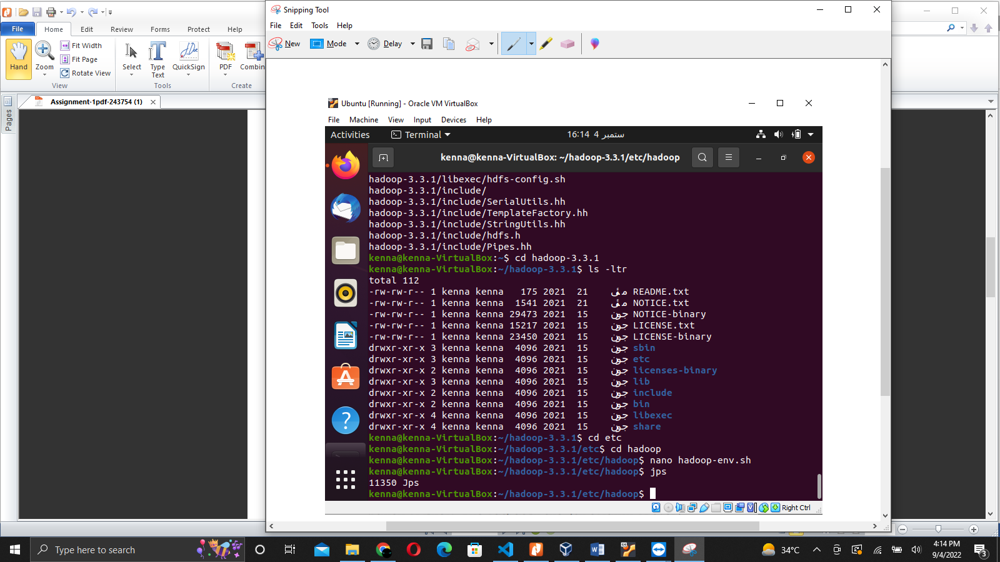 Snipping Tool
File Edit Tools Help
New Mode Delay
File Home Edit Review Forms Protect Help
Hand Zoom Fit Width Fit Page Rotate View
View
Select Type Text QuickSign
Tools
PDF Combin
Create
Assignment-1pdf-243754 (1)
Pages
Ubuntu [Running] - Oracle VM VirtualBox
File Machine View Input Devices Help
Activities Terminal 16:14 4 ستمبر
kenna@kenna-VirtualBox: ~/hadoop-3.3.1/etc/hadoop
hadoop-3.3.1/libexec/hdfs-config.sh
hadoop-3.3.1/include/
hadoop-3.3.1/include/SerialUtils.hh
hadoop-3.3.1/include/TemplateFactory.hh
hadoop-3.3.1/include/StringUtils.hh
hadoop-3.3.1/include/hdfs.h
hadoop-3.3.1/include/Pipes.hh
kenna@kenna-VirtualBox:~$ cd hadoop-3.3.1
kenna@kenna-VirtualBox:~/hadoop-3.3.1$ ls -ltr
total 112
-rw-rw-r-- 1 kenna kenna 175 2021 21 مئی README.txt
-rw-rw-r-- 1 kenna kenna 1541 2021 21 مئی NOTICE.txt
-rw-rw-r-- 1 kenna kenna 29473 2021 15 جون NOTICE-binary
-rw-rw-r-- 1 kenna kenna 15217 2021 15 جون LICENSE.txt
-rw-rw-r-- 1 kenna kenna 23450 2021 15 جون LICENSE-binary
drwxr-xr-x 3 kenna kenna 4096 2021 15 جون sbin
drwxr-xr-x 3 kenna kenna 4096 2021 15 جون etc
drwxr-xr-x 2 kenna kenna 4096 2021 15 جون licenses-binary
drwxr-xr-x 3 kenna kenna 4096 2021 15 جون lib
drwxr-xr-x 2 kenna kenna 4096 2021 15 جون include
drwxr-xr-x 2 kenna kenna 4096 2021 15 جون bin
drwxr-xr-x 4 kenna kenna 4096 2021 15 جون libexec
drwxr-xr-x 4 kenna kenna 4096 2021 15 جون share
kenna@kenna-VirtualBox:~/hadoop-3.3.1$ cd etc
kenna@kenna-VirtualBox:~/hadoop-3.3.1/etc$ cd hadoop
kenna@kenna-VirtualBox:~/hadoop-3.3.1/etc/hadoop$ nano hadoop-env.sh
kenna@kenna-VirtualBox:~/hadoop-3.3.1/etc/hadoop$ jps
11350 Jps
kenna@kenna-VirtualBox:~/hadoop-3.3.1/etc/hadoop$
Right Ctrl
Type here to search
34°C
4:14 PM
9/4/2022
3